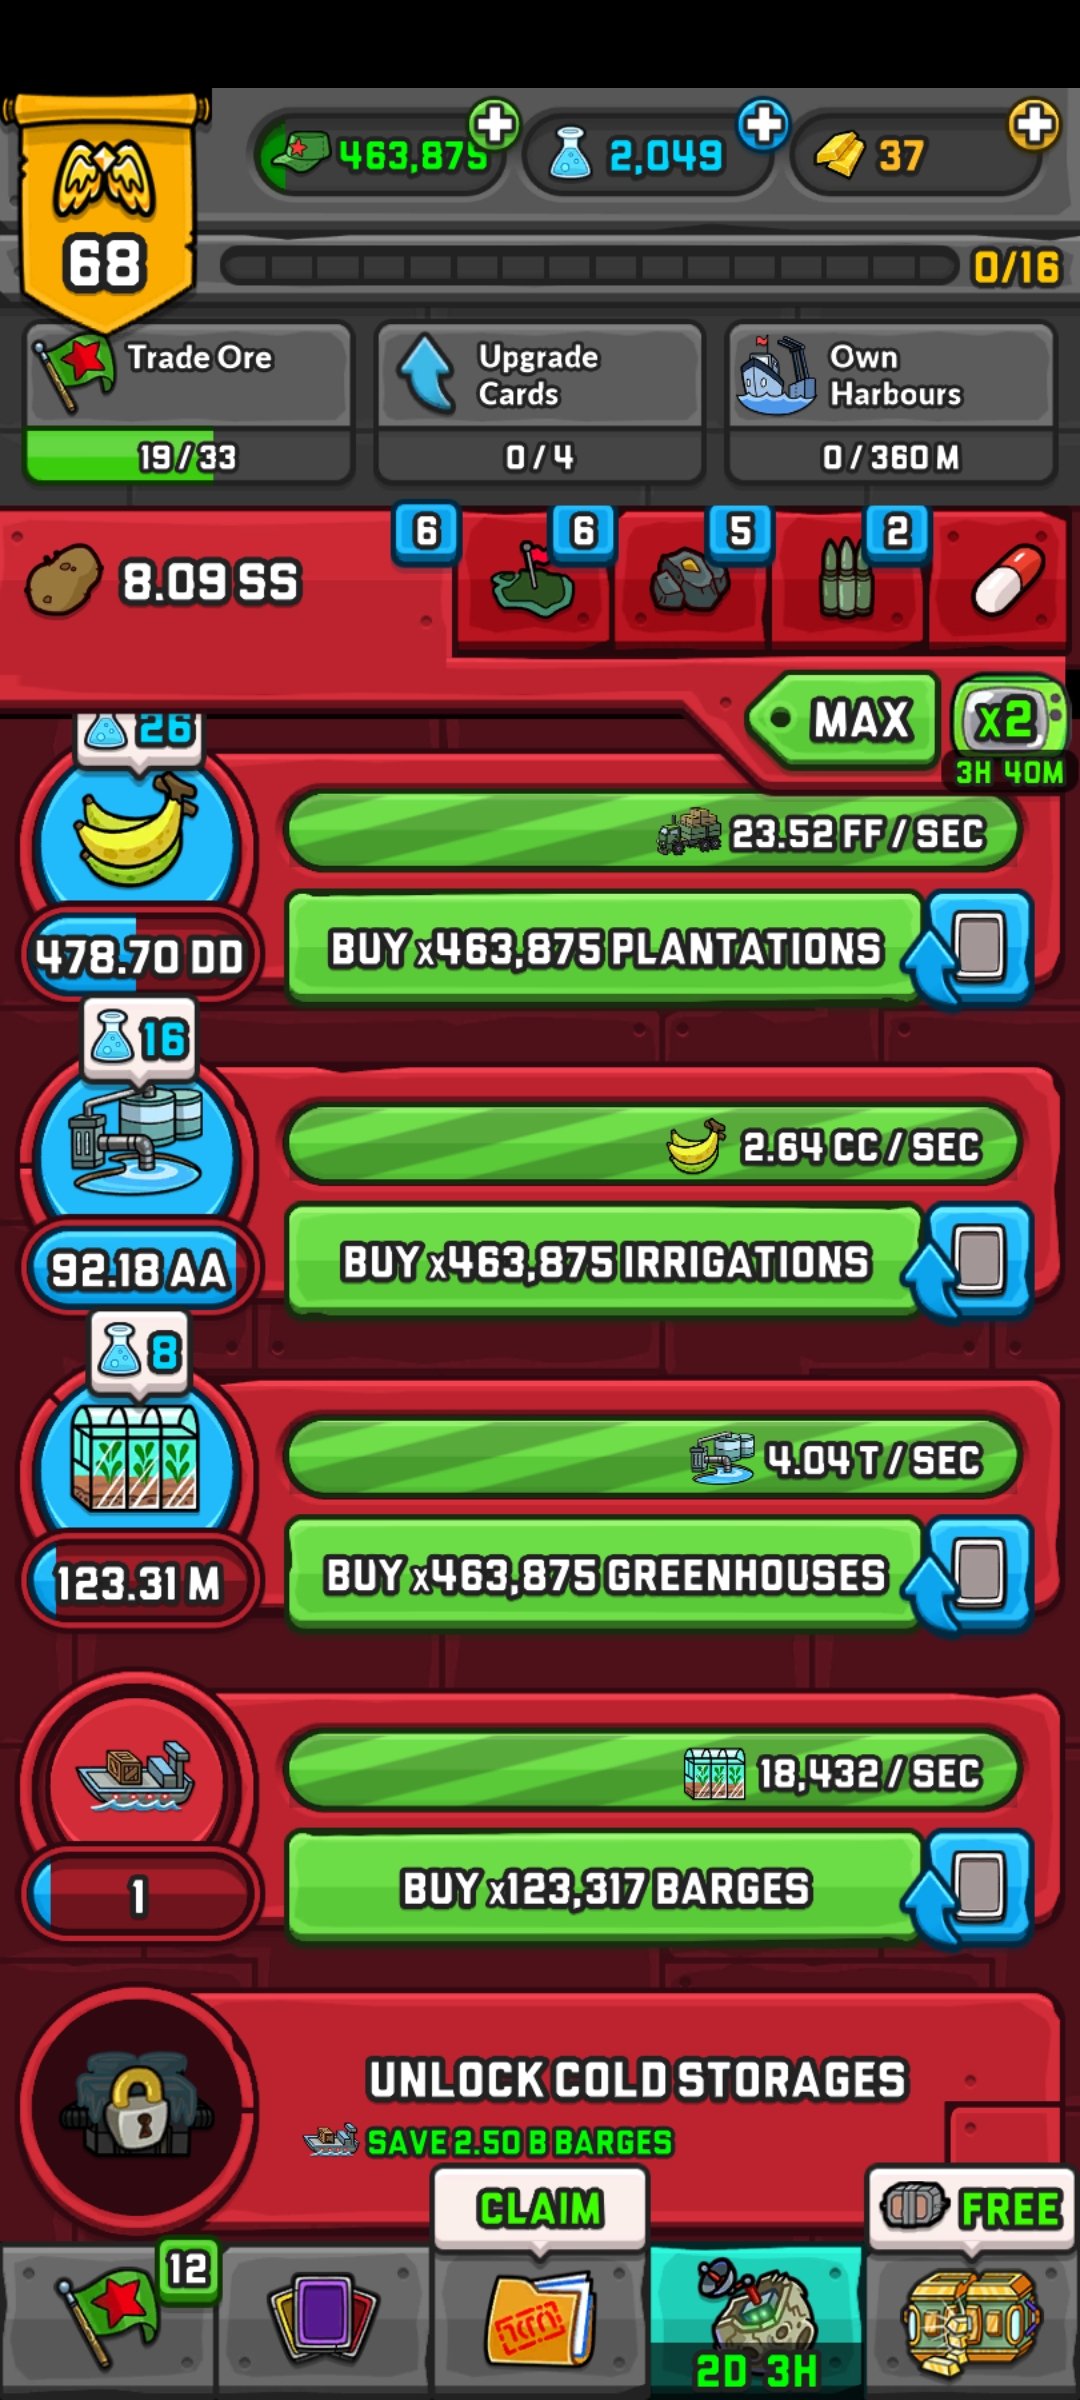 463,875
2,049
37
68
0/16
Trade Ore
19/33
Upgrade
Cards
0/4
Own
Harbours
0/360 M
8.09 SS
6
6
5
2
MAX
x2
3H 40M
26
23.52 FF/SEC
478.70 DD
BUY x463,875 PLANTATIONS
16
2.64 CC/SEC
92.18 AA
BUY x463,875 IRRIGATIONS
8
4.04 T/SEC
123.31 M
BUY x463,875 GREENHOUSES
18,432/SEC
1
BUY x123,317 BARGES
UNLOCK COLD STORAGES
SAVE 2.50 B BARGES
CLAIM
FREE
12
2D 3H